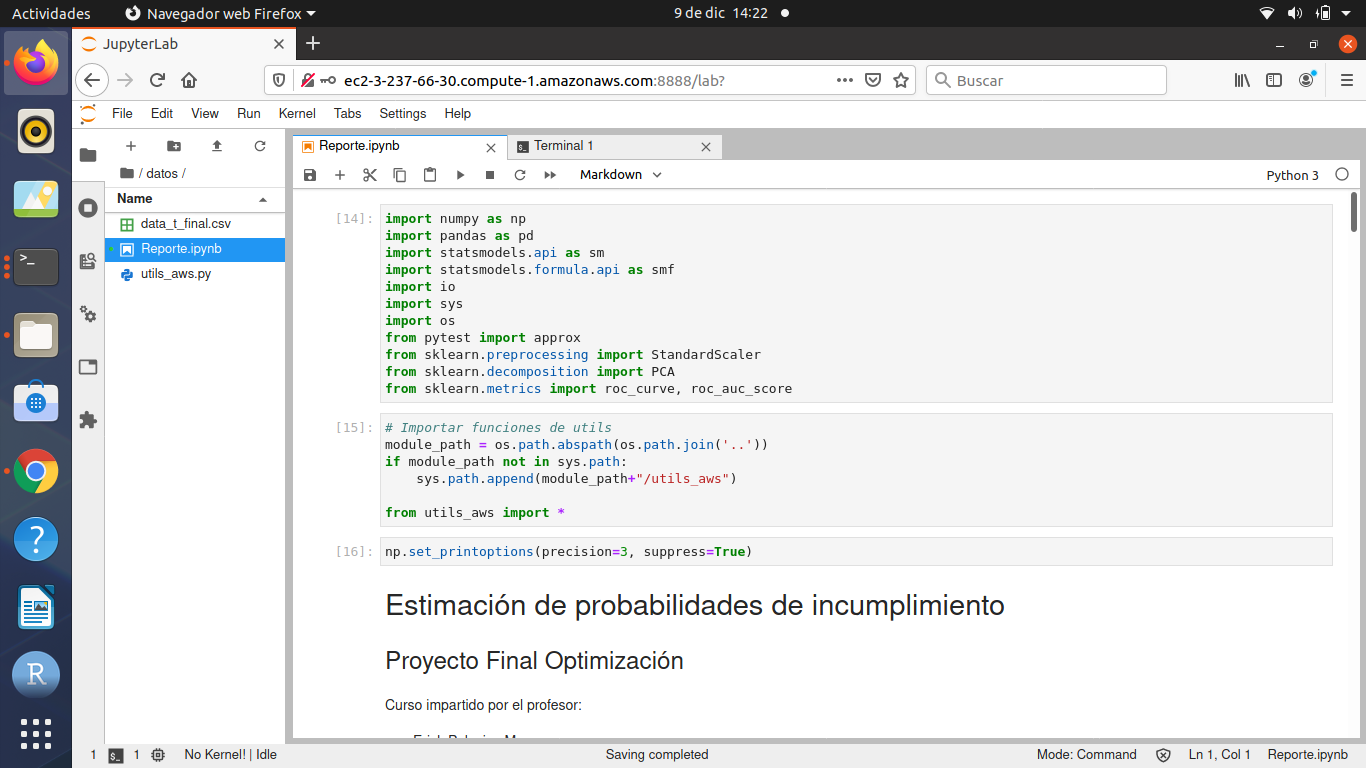 Actividades
Navegador web Firefox
9 de dic 14:22
JupyterLab
ec2-3-237-66-30.compute-1.amazonaws.com:8888/lab?
Buscar
File Edit View Run Kernel Tabs Settings Help
/ datos /
Name
data_t_final.csv
Reporte.ipynb
utils_aws.py
Reporte.ipynb
Terminal 1
Markdown
Python 3
[14]: import numpy as np
import pandas as pd
import statsmodels.api as sm
import statsmodels.formula.api as smf
import io
import sys
import os
from pytest import approx
from sklearn.preprocessing import StandardScaler
from sklearn.decomposition import PCA
from sklearn.metrics import roc_curve, roc_auc_score
[15]: # Importar funciones de utils
module_path = os.path.abspath(os.path.join('..'))
if module_path not in sys.path:
    sys.path.append(module_path+"/utils_aws")
from utils_aws import *
[16]: np.set_printoptions(precision=3, suppress=True)
Estimación de probabilidades de incumplimiento
Proyecto Final Optimización
Curso impartido por el profesor:
1
1
No Kernel! | Idle
Saving completed
Mode: Command
Ln 1, Col 1
Reporte.ipynb